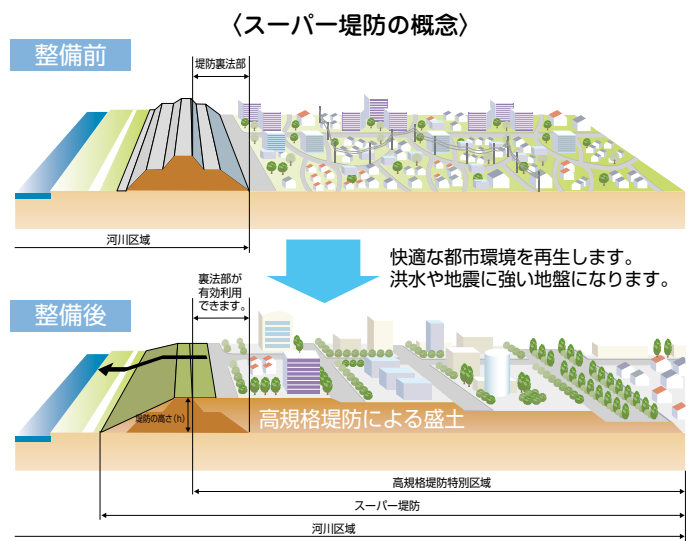 〈スーパー堤防の概念〉
整備前
堤防裏法部
河川区域
快適な都市環境を再生します。
洪水や地震に強い地盤になります。
裏法部が
有効利用
できます。
整備後
堤防の高さ(h)
高規格堤防による盛土
高規格堤防特別区域
スーパー堤防
河川区域